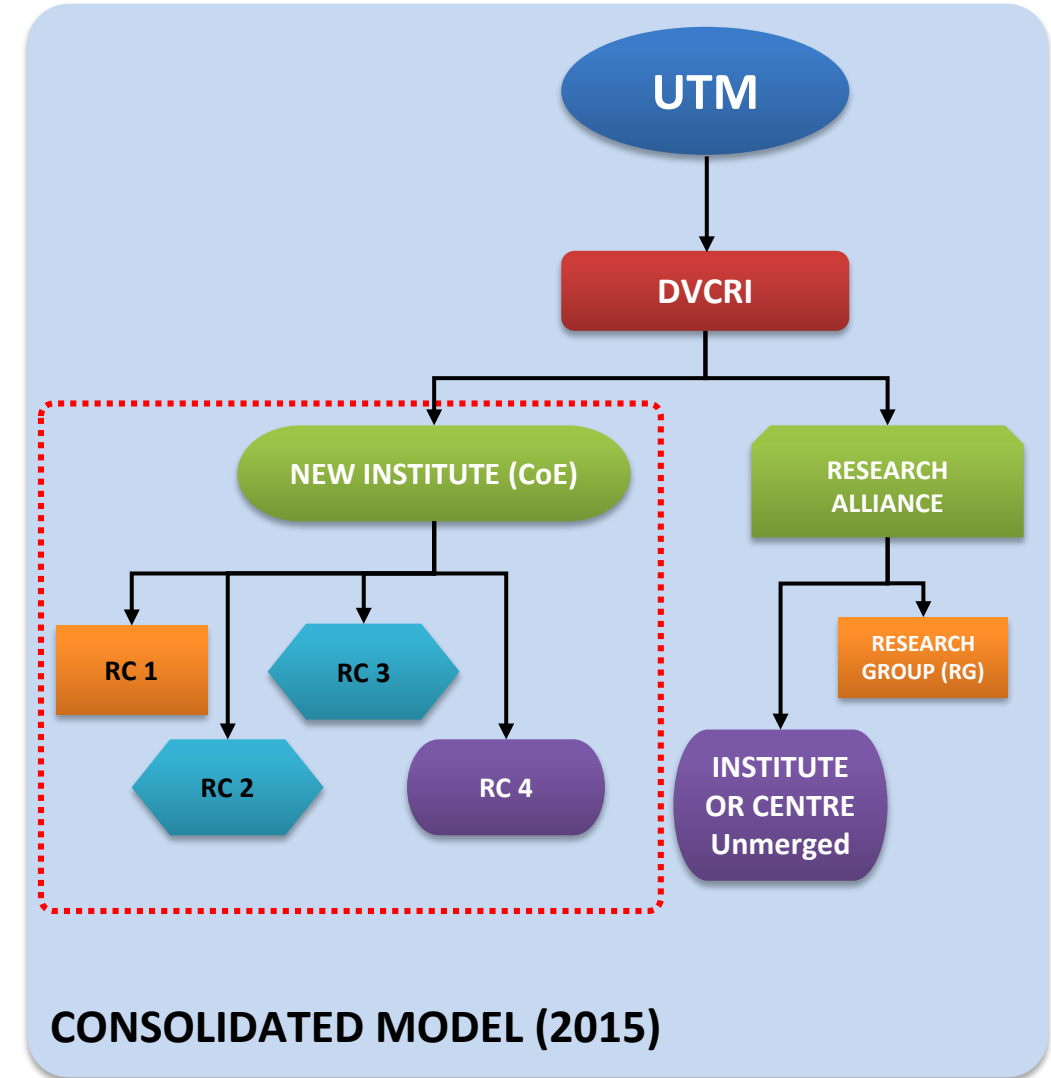 UTM
DVCRI
NEW INSTITUTE (CoE)
RESEARCH
ALLIANCE
RC 1
RC 3
RESEARCH
GROUP (RG)
RC 2
RC 4
INSTITUTE
OR CENTRE
Unmerged
CONSOLIDATED MODEL (2015)